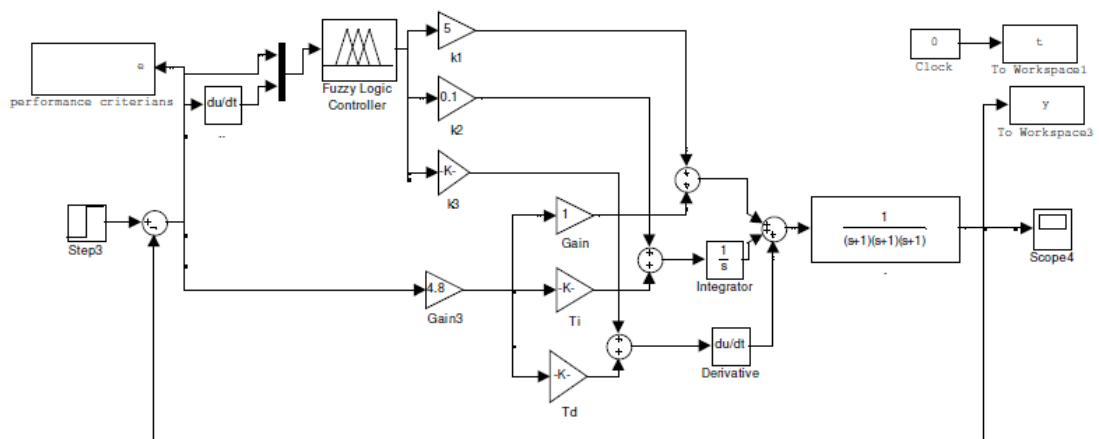 e
performance criterians
du/dt
..
Fuzzy Logic
Controller
5
k1
0.1
k2
-K-
k3
0
Clock
t
To Workspace1
y
To Workspace3
Step3
+
-
4.8
Gain3
1
Gain
-K-
Ti
-K-
Td
+
+
+
+
+
+
1
s
Integrator
du/dt
Derivative
+
+
+
1
(s+1)(s+1)(s+1)
.
Scope4